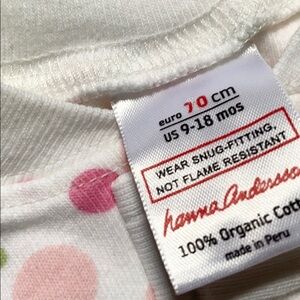 euro 70 cm
US 9-18 mos
WEAR SNUG-FITTING,
NOT FLAME RESISTANT
hanna Andersso
100% Organic Cott
made in Peru